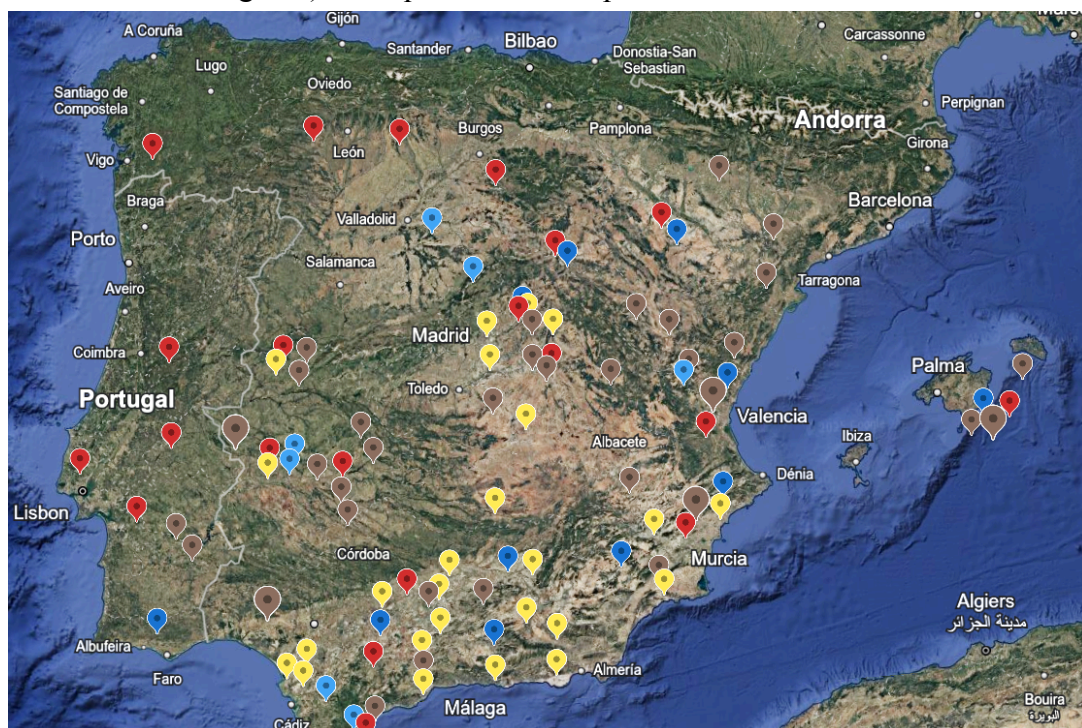 Gijón
A Coruña
Santander
Bilbao
Carcassonne
Lugo
Oviedo
Donostia-San
Sebastian
Santiago de
Compostela
Perpignan
Burgos
Pamplona
Andorra
León
Girona
Vigo
Braga
Barcelona
Valladolid
Porto
Salamanca
Tarragona
Aveiro
Madrid
Coimbra
Palma
Toledo
Portugal
Valencia
Albacete
Ibiza
Dénia
Lisbon
Córdoba
Murcia
Algiers
مدينة الجزائر
Albufeira
Faro
Almería
Bouira
البويرة
Málaga
Cádiz